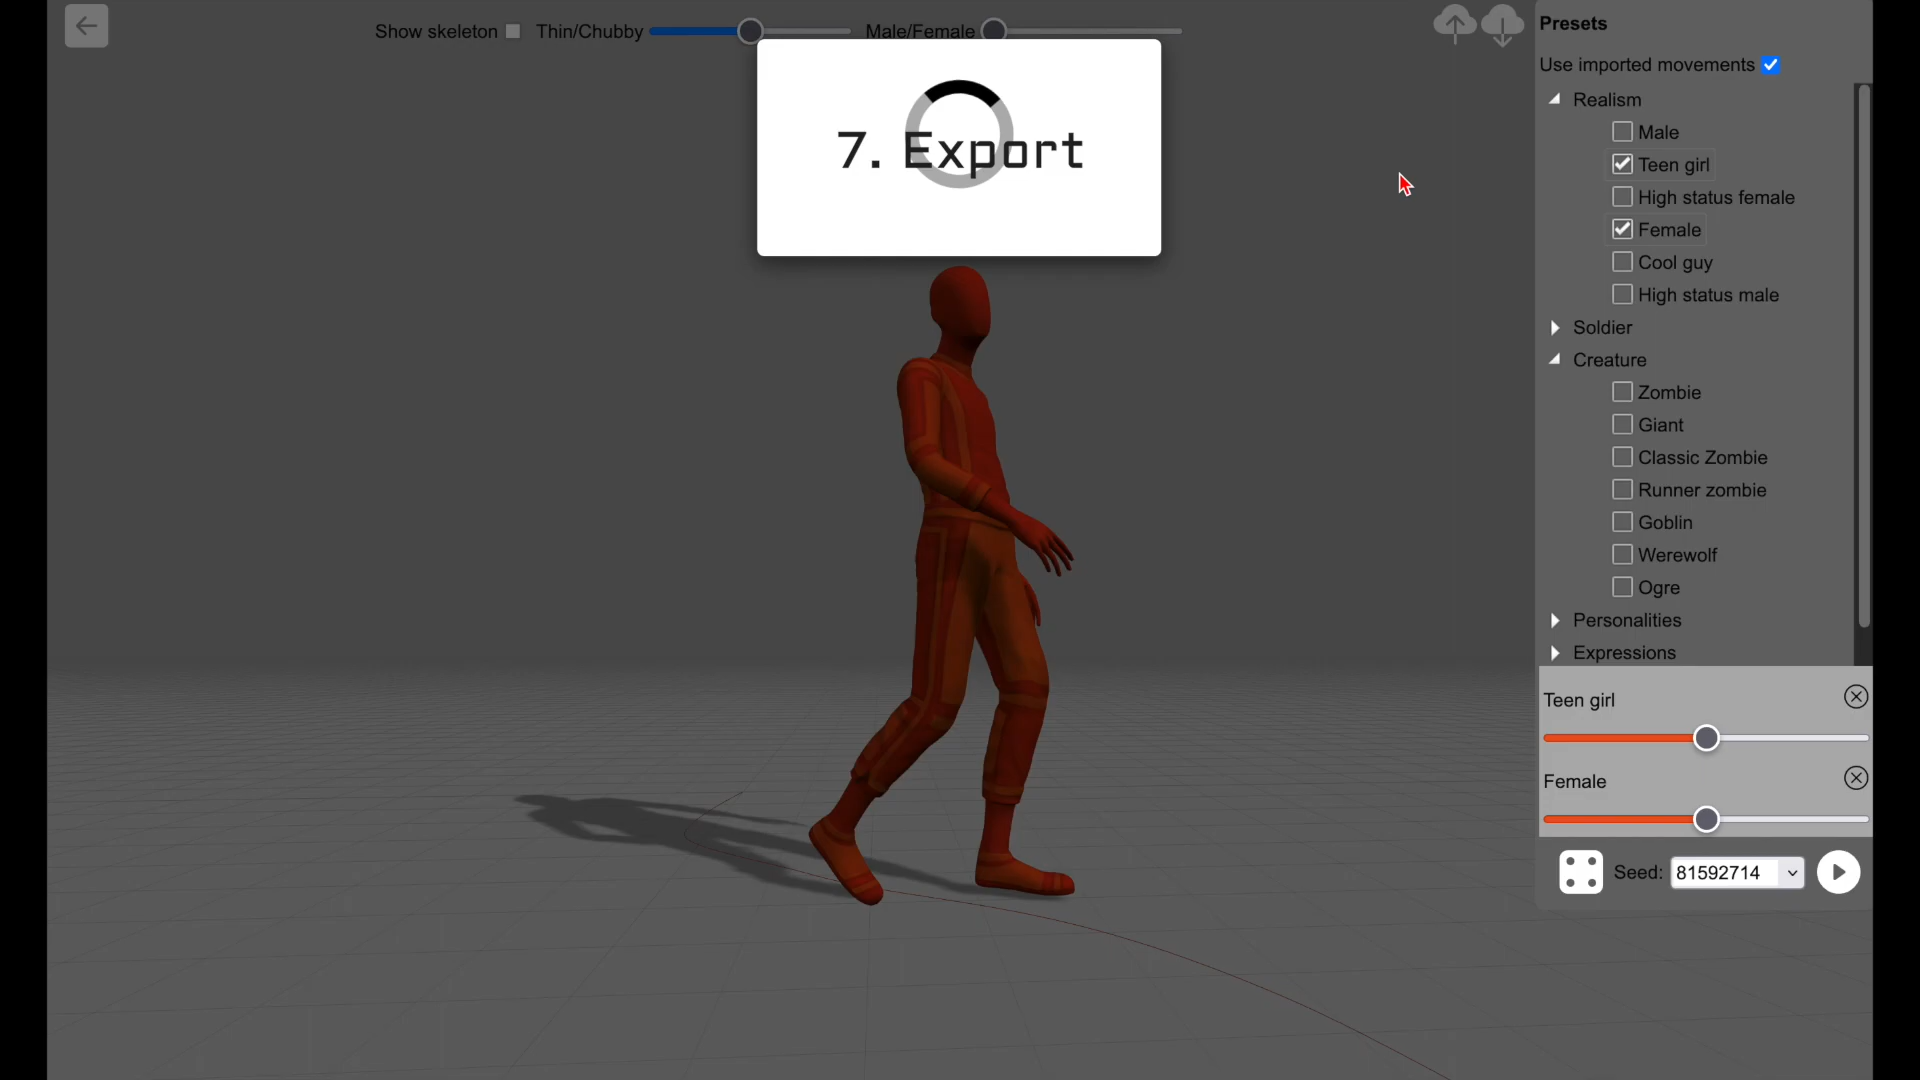 Show skeleton
Thin/Chubby
Male/Female
7. Export
Presets
Use imported movements
Realism
Male
Teen girl
High status female
Female
Cool guy
High status male
Soldier
Creature
Zombie
Giant
Classic Zombie
Runner zombie
Goblin
Werewolf
Ogre
Personalities
Expressions
Teen girl
Female
Seed: 81592714